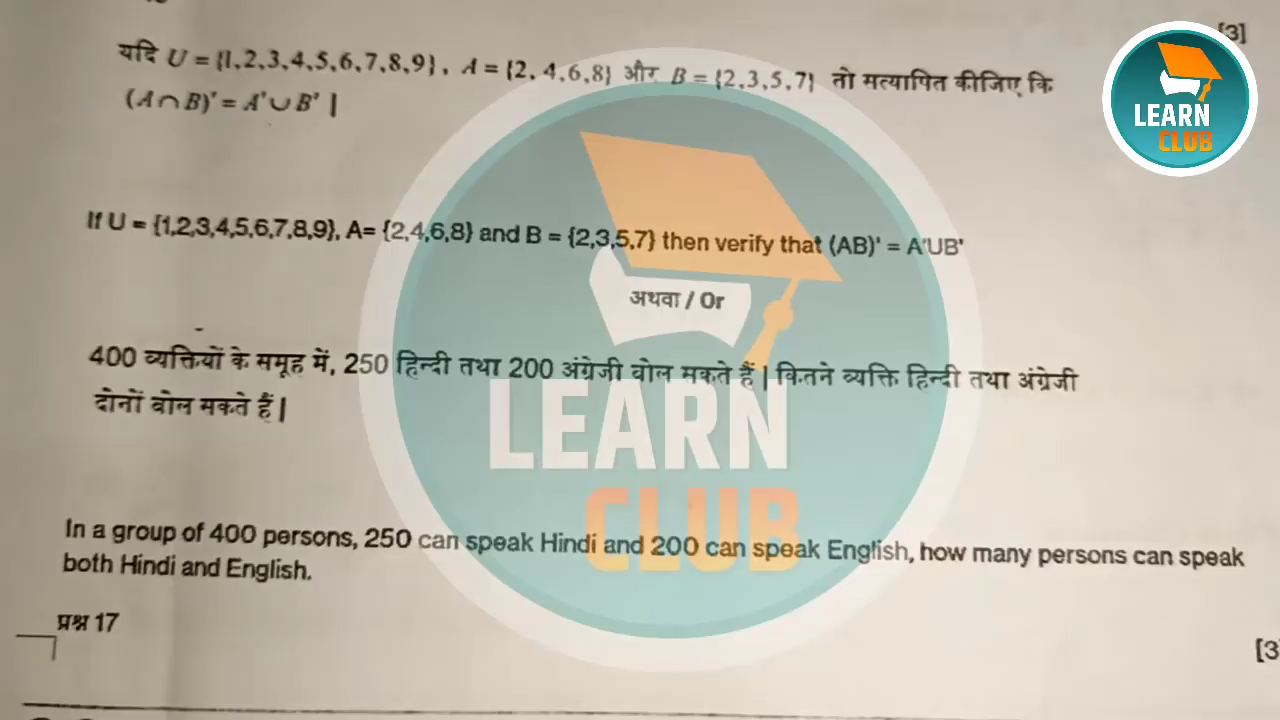 [3]
यदि U = {1,2,3,4,5,6,7,8,9}, A = {2, 4,6,8} और B = {2,3,5,7} तो सत्यापित कीजिए कि
(A ∩ B)' = A' ∪ B' |
LEARN
CLUB
If U = {1,2,3,4,5,6,7,8,9}, A= {2,4,6,8} and B = {2,3,5,7} then verify that (AB)' = A'UB'
अथवा / Or
400 व्यक्तियों के समूह में, 250 हिन्दी तथा 200 अंग्रेजी बोल सकते हैं | कितने व्यक्ति हिन्दी तथा अंग्रेजी
दोनों बोल सकते हैं |
LEARN
CLUB
In a group of 400 persons, 250 can speak Hindi and 200 can speak English, how many persons can speak
both Hindi and English.
प्रश्न 17
[3